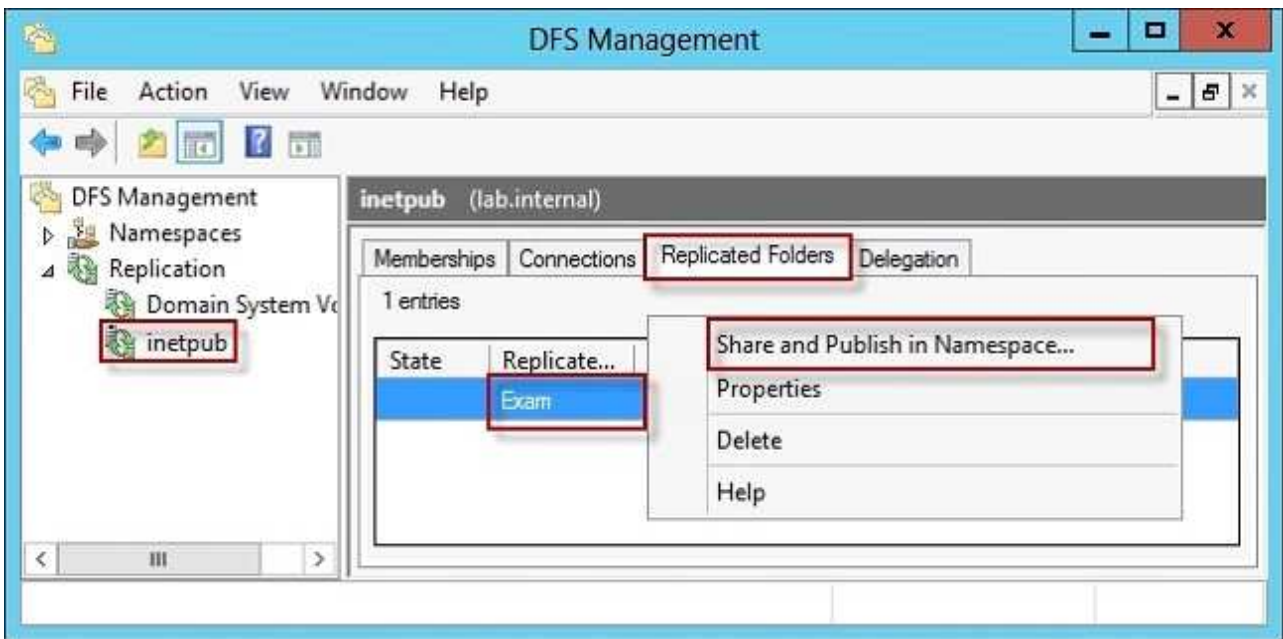 DFS Management
File Action View Window Help
DFS Management
Namespaces
Replication
Domain System Vo
inetpub
inetpub (lab.internal)
Memberships Connections Replicated Folders Delegation
1 entries
State Replicate...
Exam
Share and Publish in Namespace...
Properties
Delete
Help